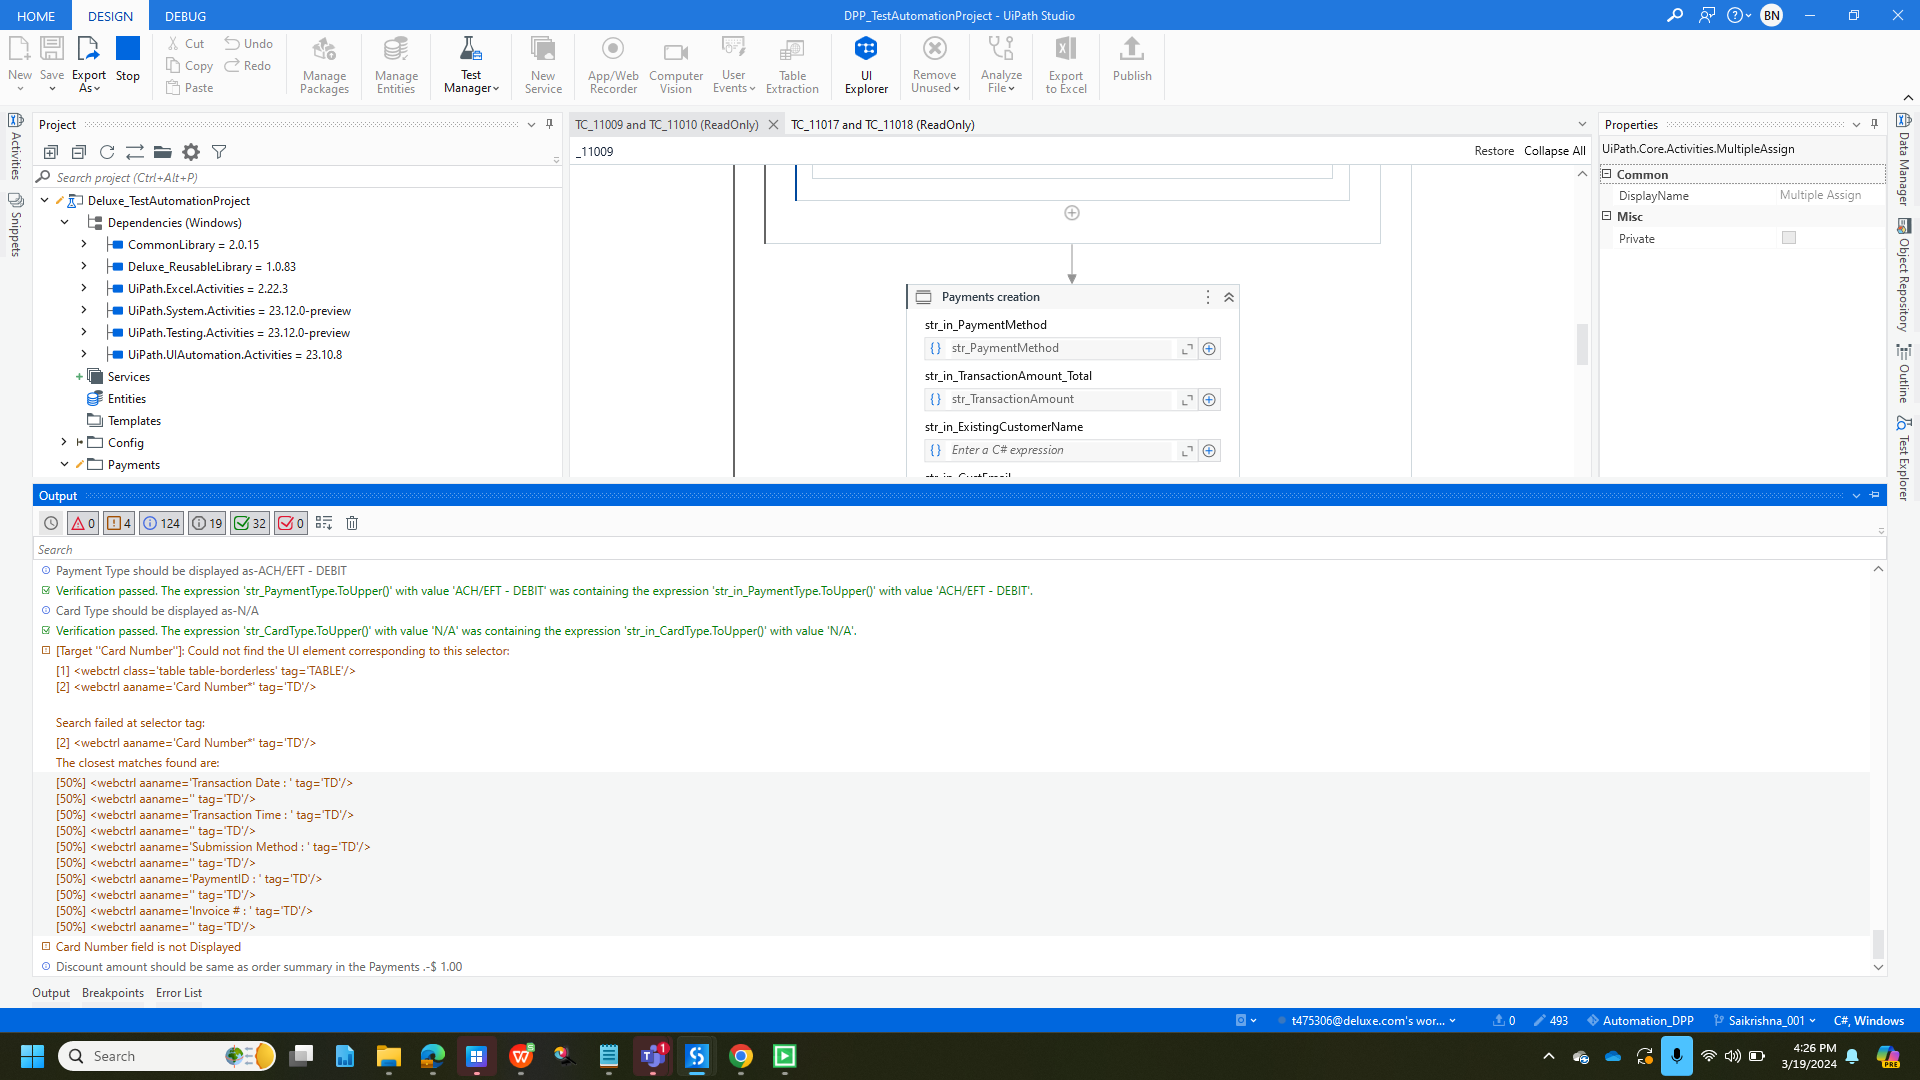 HOME DESIGN DEBUG DPP_TestAutomationProject - UiPath Studio BN
New Save Export As Stop
Cut Copy Paste Undo Redo
Manage Packages
Manage Entities
Test Manager
New Service
App/Web Recorder
Computer Vision
User Events
Table Extraction
UI Explorer
Remove Unused
Analyze File
Export to Excel
Publish
Activities
Snippets
Project
Search project (Ctrl+Alt+P)
Deluxe_TestAutomationProject
Dependencies (Windows)
CommonLibrary = 2.0.15
Deluxe_ReusableLibrary = 1.0.83
UiPath.Excel.Activities = 2.22.3
UiPath.System.Activities = 23.12.0-preview
UiPath.Testing.Activities = 23.12.0-preview
UiPath.UIAutomation.Activities = 23.10.8
Services
Entities
Templates
Config
Payments
TC_11009 and TC_11010 (ReadOnly) TC_11017 and TC_11018 (ReadOnly)
_11009 Restore Collapse All
Payments creation
str_in_PaymentMethod
{} str_PaymentMethod
str_in_TransactionAmount_Total
{} str_TransactionAmount
str_in_ExistingCustomerName
{} Enter a C# expression
str_in_CustEmail
Properties
UiPath.Core.Activities.MultipleAssign
Common
DisplayName Multiple Assign
Misc
Private
Data Manager
Object Repository
Outline
Test Explorer
Output
0 4 124 19 32 0
Search
Payment Type should be displayed as-ACH/EFT - DEBIT
Verification passed. The expression 'str_PaymentType.ToUpper()' with value 'ACH/EFT - DEBIT' was containing the expression 'str_in_PaymentType.ToUpper()' with value 'ACH/EFT - DEBIT'.
Card Type should be displayed as-N/A
Verification passed. The expression 'str_CardType.ToUpper()' with value 'N/A' was containing the expression 'str_in_CardType.ToUpper()' with value 'N/A'.
[Target "Card Number"]: Could not find the UI element corresponding to this selector:
[1] <webctrl class='table table-borderless' tag='TABLE'/>
[2] <webctrl aaname='Card Number*' tag='TD'/>
Search failed at selector tag:
[2] <webctrl aaname='Card Number*' tag='TD'/>
The closest matches found are:
[50%] <webctrl aaname='Transaction Date : ' tag='TD'/>
[50%] <webctrl aaname='' tag='TD'/>
[50%] <webctrl aaname='Transaction Time : ' tag='TD'/>
[50%] <webctrl aaname='' tag='TD'/>
[50%] <webctrl aaname='Submission Method : ' tag='TD'/>
[50%] <webctrl aaname='' tag='TD'/>
[50%] <webctrl aaname='PaymentID : ' tag='TD'/>
[50%] <webctrl aaname='' tag='TD'/>
[50%] <webctrl aaname='Invoice # : ' tag='TD'/>
[50%] <webctrl aaname='' tag='TD'/>
Card Number field is not Displayed
Discount amount should be same as order summary in the Payments .-$ 1.00
Output Breakpoints Error List
t475306@deluxe.com's wor... 0 493 Automation_DPP Saikrishna_001 C#, Windows
Search 1 4:26 PM
3/19/2024
PRE